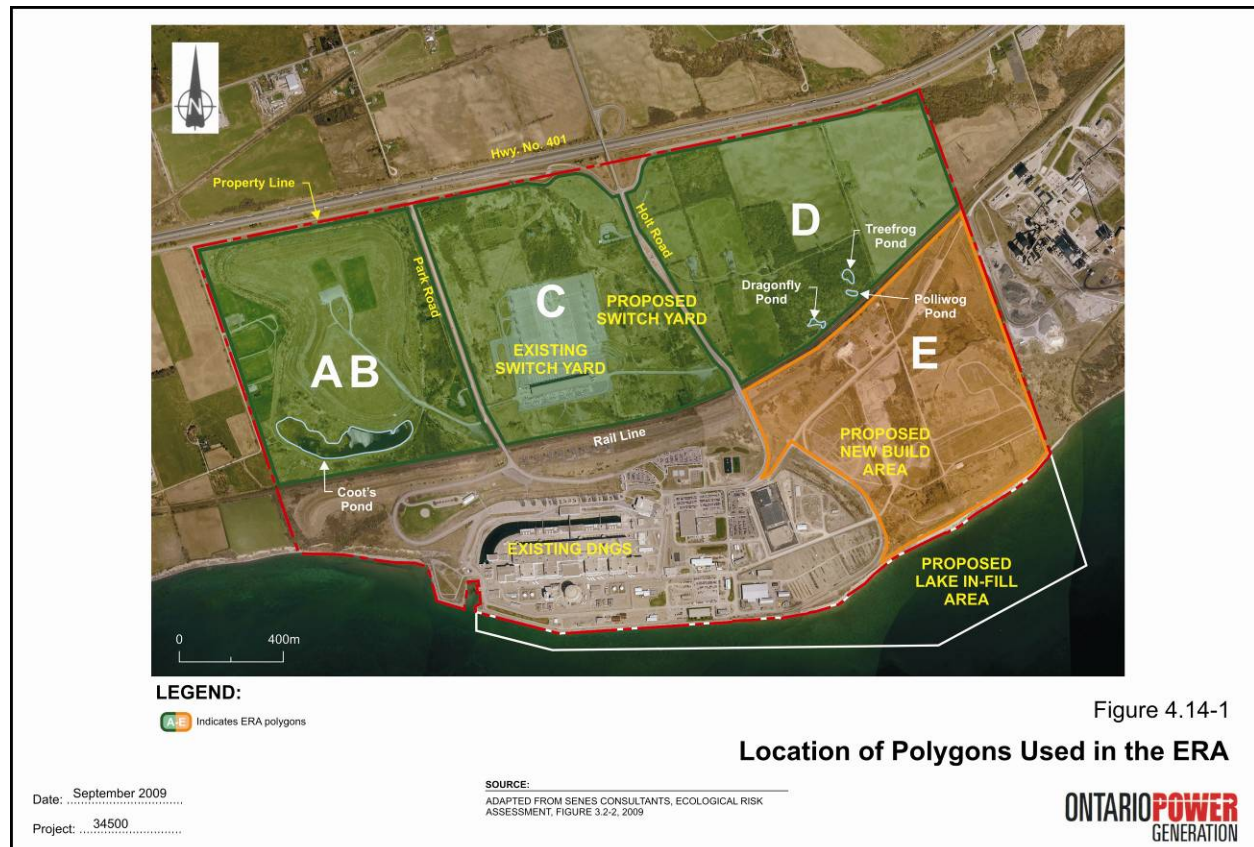 N
Hwy. No. 401
Property Line
Park Road
Holt Road
D
Treefrog
Pond
Dragonfly
Pond
Polliwog
Pond
C
PROPOSED
SWITCH YARD
EXISTING
SWITCH YARD
AB
E
Rail Line
PROPOSED
NEW BUILD
AREA
Coot's
Pond
EXISTING DNGS
PROPOSED
LAKE IN-FILL
AREA
0 400m
LEGEND:
A-E Indicates ERA polygons
Figure 4.14-1
Location of Polygons Used in the ERA
Date: September 2009
Project: 34500
SOURCE:
ADAPTED FROM SENES CONSULTANTS, ECOLOGICAL RISK
ASSESSMENT, FIGURE 3.2-2, 2009
ONTARIOPOWER
GENERATION